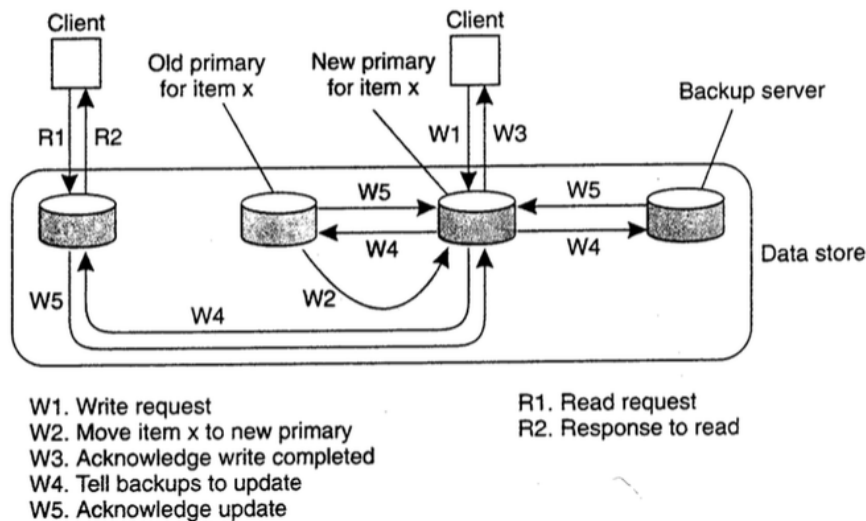 Client
Client
Old primary
for item x
New primary
for item x
Backup server
R1
R2
W1
W3
W5
W5
W4
W4
Data store
W5
W2
W4
W1. Write request
W2. Move item x to new primary
W3. Acknowledge write completed
W4. Tell backups to update
W5. Acknowledge update
R1. Read request
R2. Response to read